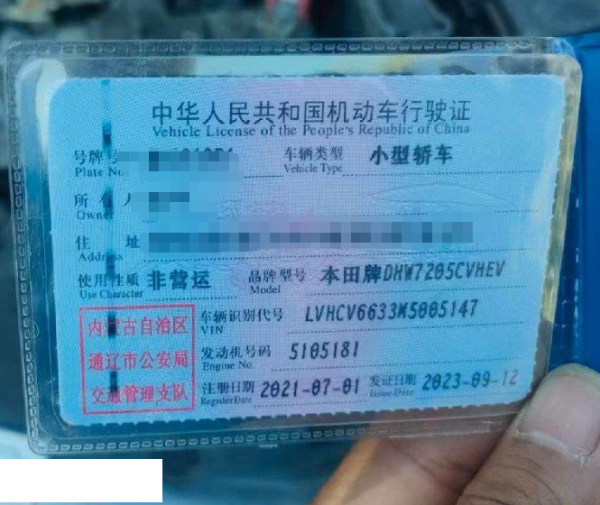 中华人民共和国机动车行驶证
Vehicle License of the People's Republic of China
号牌号 车辆类型 小型轿车
Plate No. Vehicle Type
所有人
Owner
住址
Address
使用性质 非营运 品牌型号 本田牌DHW7205CVHEV
Use Character Model
内蒙古自治区 车辆识别代号 LVHCV6633M5005147
VIN
通辽市公安局 发动机号码 5105181
Engine No.
交通管理支队 注册日期 2021-07-01 发证日期 2023-09-12
Register Date Issue Date